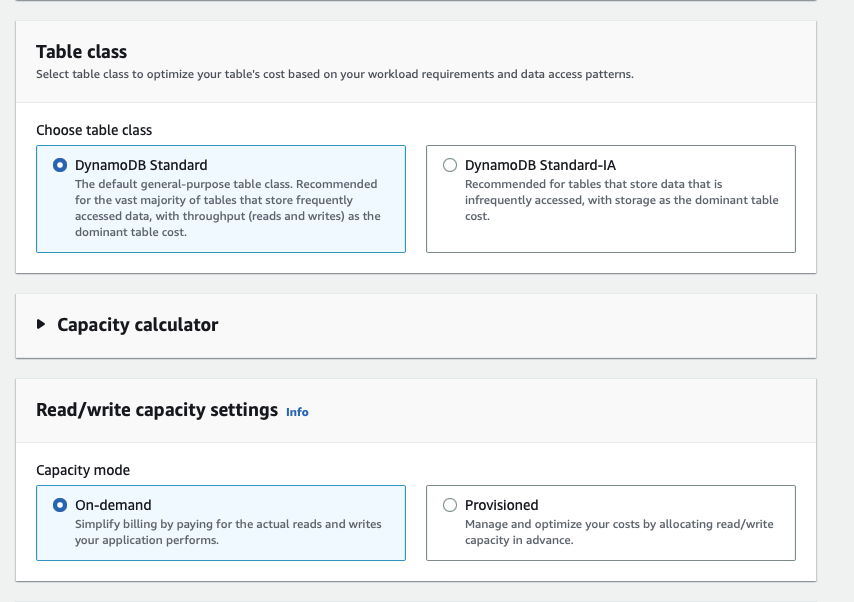 Table class
Select table class to optimize your table's cost based on your workload requirements and data access patterns.
Choose table class
DynamoDB Standard
The default general-purpose table class. Recommended
for the vast majority of tables that store frequently
accessed data, with throughput (reads and writes) as the
dominant table cost.
DynamoDB Standard-IA
Recommended for tables that store data that is
infrequently accessed, with storage as the dominant table
cost.
Capacity calculator
Read/write capacity settings Info
Capacity mode
On-demand
Simplify billing by paying for the actual reads and writes
your application performs.
Provisioned
Manage and optimize your costs by allocating read/write
capacity in advance.